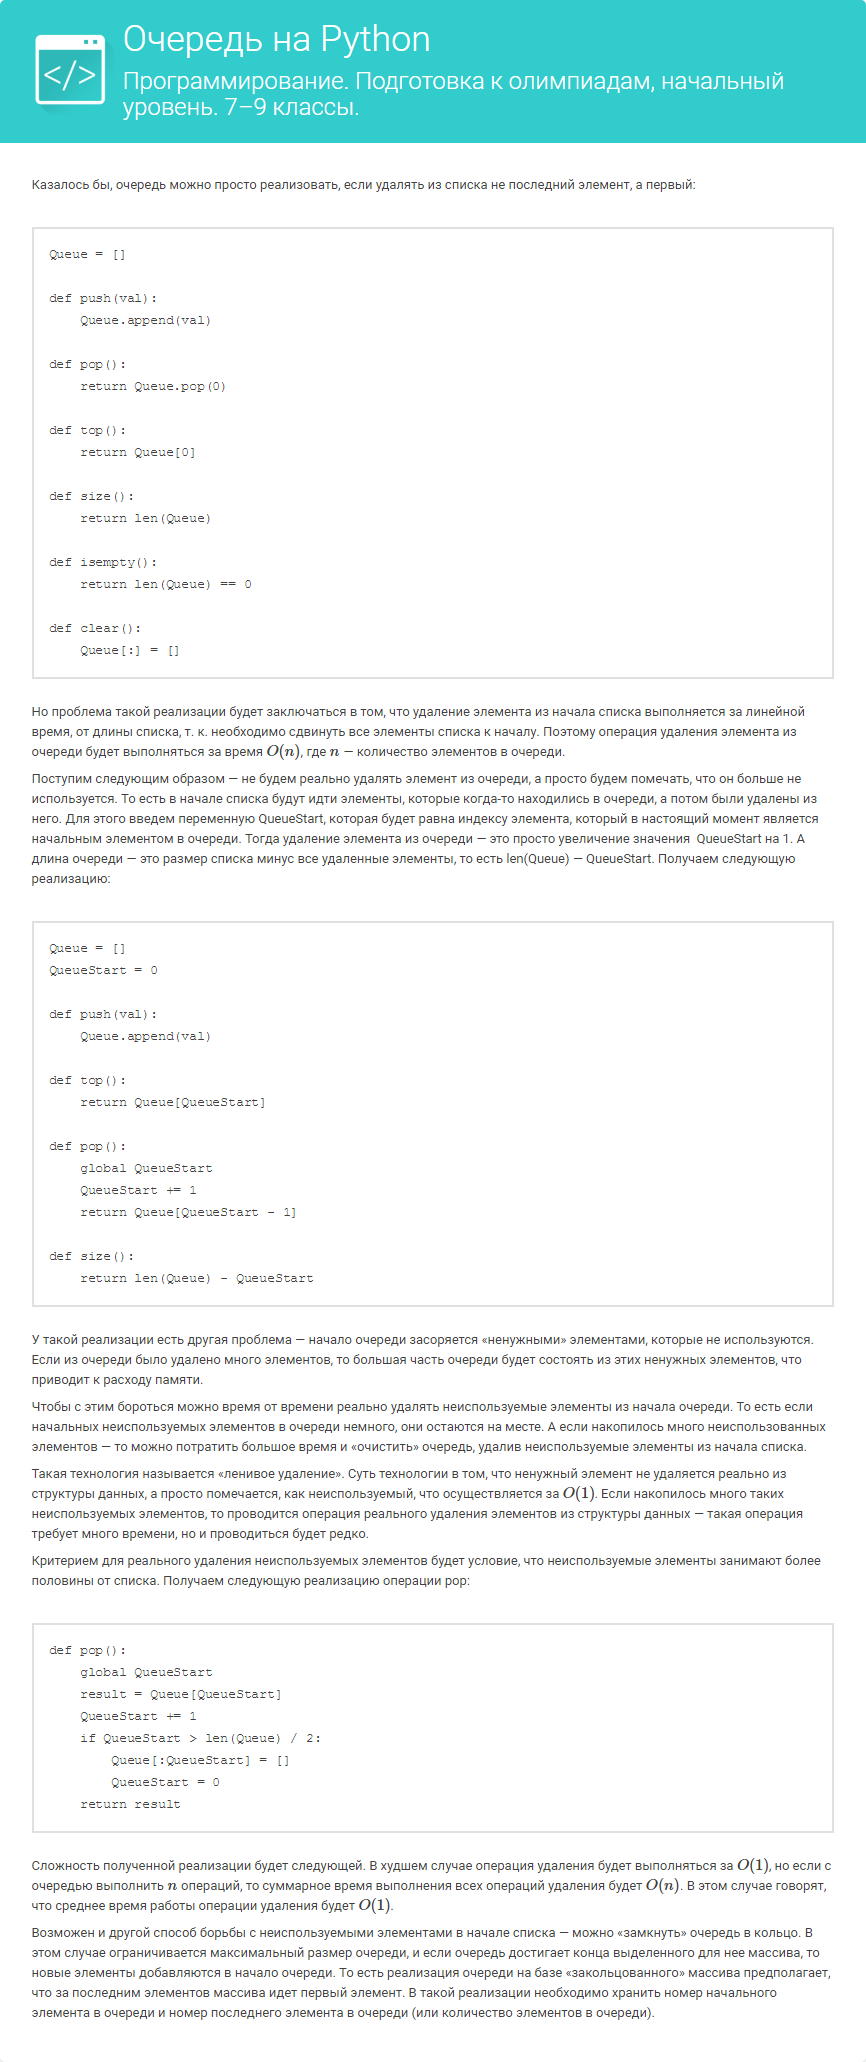 </>
Очередь на Python
Программирование. Подготовка к олимпиадам, начальный
уровень. 7–9 классы.
Казалось бы, очередь можно просто реализовать, если удалять из списка не последний элемент, а первый:
Queue = []
def push(val):
    Queue.append(val)
def pop():
    return Queue.pop(0)
def top():
    return Queue[0]
def size():
    return len(Queue)
def isempty():
    return len(Queue) == 0
def clear():
    Queue[:] = []
Но проблема такой реализации будет заключаться в том, что удаление элемента из начала списка выполняется за линейной
время, от длины списка, т. к. необходимо сдвинуть все элементы списка к началу. Поэтому операция удаления элемента из
очереди будет выполняться за время O(n), где n — количество элементов в очереди.
Поступим следующим образом — не будем реально удалять элемент из очереди, а просто будем помечать, что он больше не
используется. То есть в начале списка будут идти элементы, которые когда-то находились в очереди, а потом были удалены из
него. Для этого введем переменную QueueStart, которая будет равна индексу элемента, который в настоящий момент является
начальным элементом в очереди. Тогда удаление элемента из очереди — это просто увеличение значения  QueueStart на 1. А
длина очереди — это размер списка минус все удаленные элементы, то есть len(Queue) — QueueStart. Получаем следующую
реализацию:
Queue = []
QueueStart = 0
def push(val):
    Queue.append(val)
def top():
    return Queue[QueueStart]
def pop():
    global QueueStart
    QueueStart += 1
    return Queue[QueueStart - 1]
def size():
    return len(Queue) - QueueStart
У такой реализации есть другая проблема — начало очереди засоряется «ненужными» элементами, которые не используются.
Если из очереди было удалено много элементов, то большая часть очереди будет состоять из этих ненужных элементов, что
приводит к расходу памяти.
Чтобы с этим бороться можно время от времени реально удалять неиспользуемые элементы из начала очереди. То есть если
начальных неиспользуемых элементов в очереди немного, они остаются на месте. А если накопилось много неиспользованных
элементов — то можно потратить большое время и «очистить» очередь, удалив неиспользуемые элементы из начала списка.
Такая технология называется «ленивое удаление». Суть технологии в том, что ненужный элемент не удаляется реально из
структуры данных, а просто помечается, как неиспользуемый, что осуществляется за O(1). Если накопилось много таких
неиспользуемых элементов, то проводится операция реального удаления элементов из структуры данных — такая операция
требует много времени, но и проводиться будет редко.
Критерием для реального удаления неиспользуемых элементов будет условие, что неиспользуемые элементы занимают более
половины от списка. Получаем следующую реализацию операции pop:
def pop():
    global QueueStart
    result = Queue[QueueStart]
    QueueStart += 1
    if QueueStart > len(Queue) / 2:
        Queue[:QueueStart] = []
        QueueStart = 0
    return result
Сложность полученной реализации будет следующей. В худшем случае операция удаления будет выполняться за O(1), но если с
очередью выполнить n операций, то суммарное время выполнения всех операций удаления будет O(n). В этом случае говорят,
что среднее время работы операции удаления будет O(1).
Возможен и другой способ борьбы с неиспользуемыми элементами в начале списка — можно «замкнуть» очередь в кольцо. В
этом случае ограничивается максимальный размер очереди, и если очередь достигает конца выделенного для нее массива, то
новые элементы добавляются в начало очереди. То есть реализация очереди на базе «закольцованного» массива предполагает,
что за последним элементов массива идет первый элемент. В такой реализации необходимо хранить номер начального
элемента в очереди и номер последнего элемента в очереди (или количество элементов в очереди).